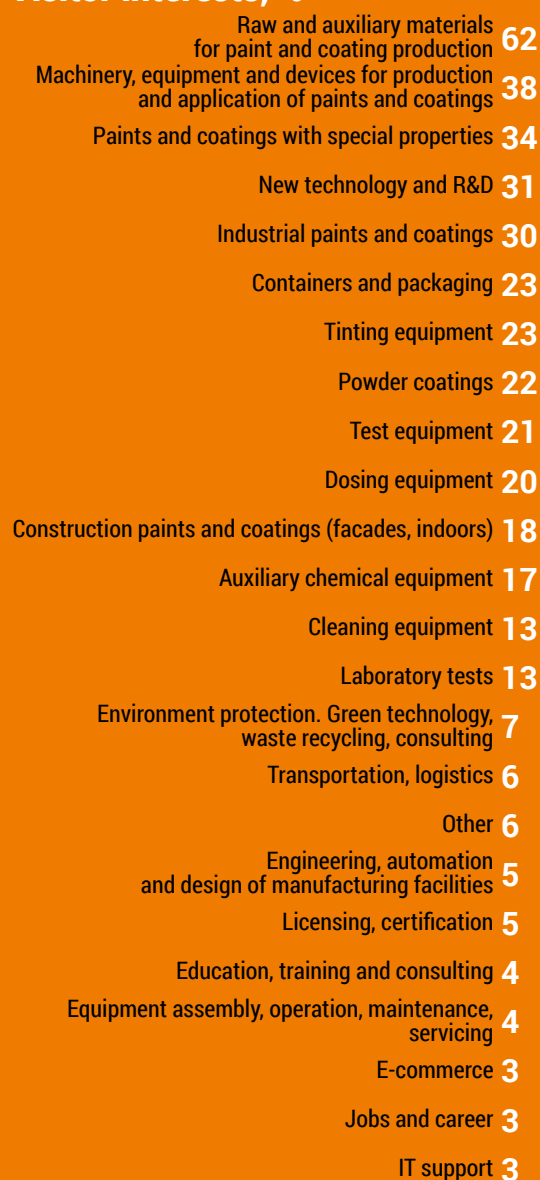 Raw and auxiliary materials
for paint and coating production 62
Machinery, equipment and devices for production
and application of paints and coatings 38
Paints and coatings with special properties 34
New technology and R&D 31
Industrial paints and coatings 30
Containers and packaging 23
Tinting equipment 23
Powder coatings 22
Test equipment 21
Dosing equipment 20
Construction paints and coatings (facades, indoors) 18
Auxiliary chemical equipment 17
Cleaning equipment 13
Laboratory tests 13
Environment protection. Green technology,
waste recycling, consulting 7
Transportation, logistics 6
Other 6
Engineering, automation
and design of manufacturing facilities 5
Licensing, certification 5
Education, training and consulting 4
Equipment assembly, operation, maintenance,
servicing 4
E-commerce 3
Jobs and career 3
IT support 3